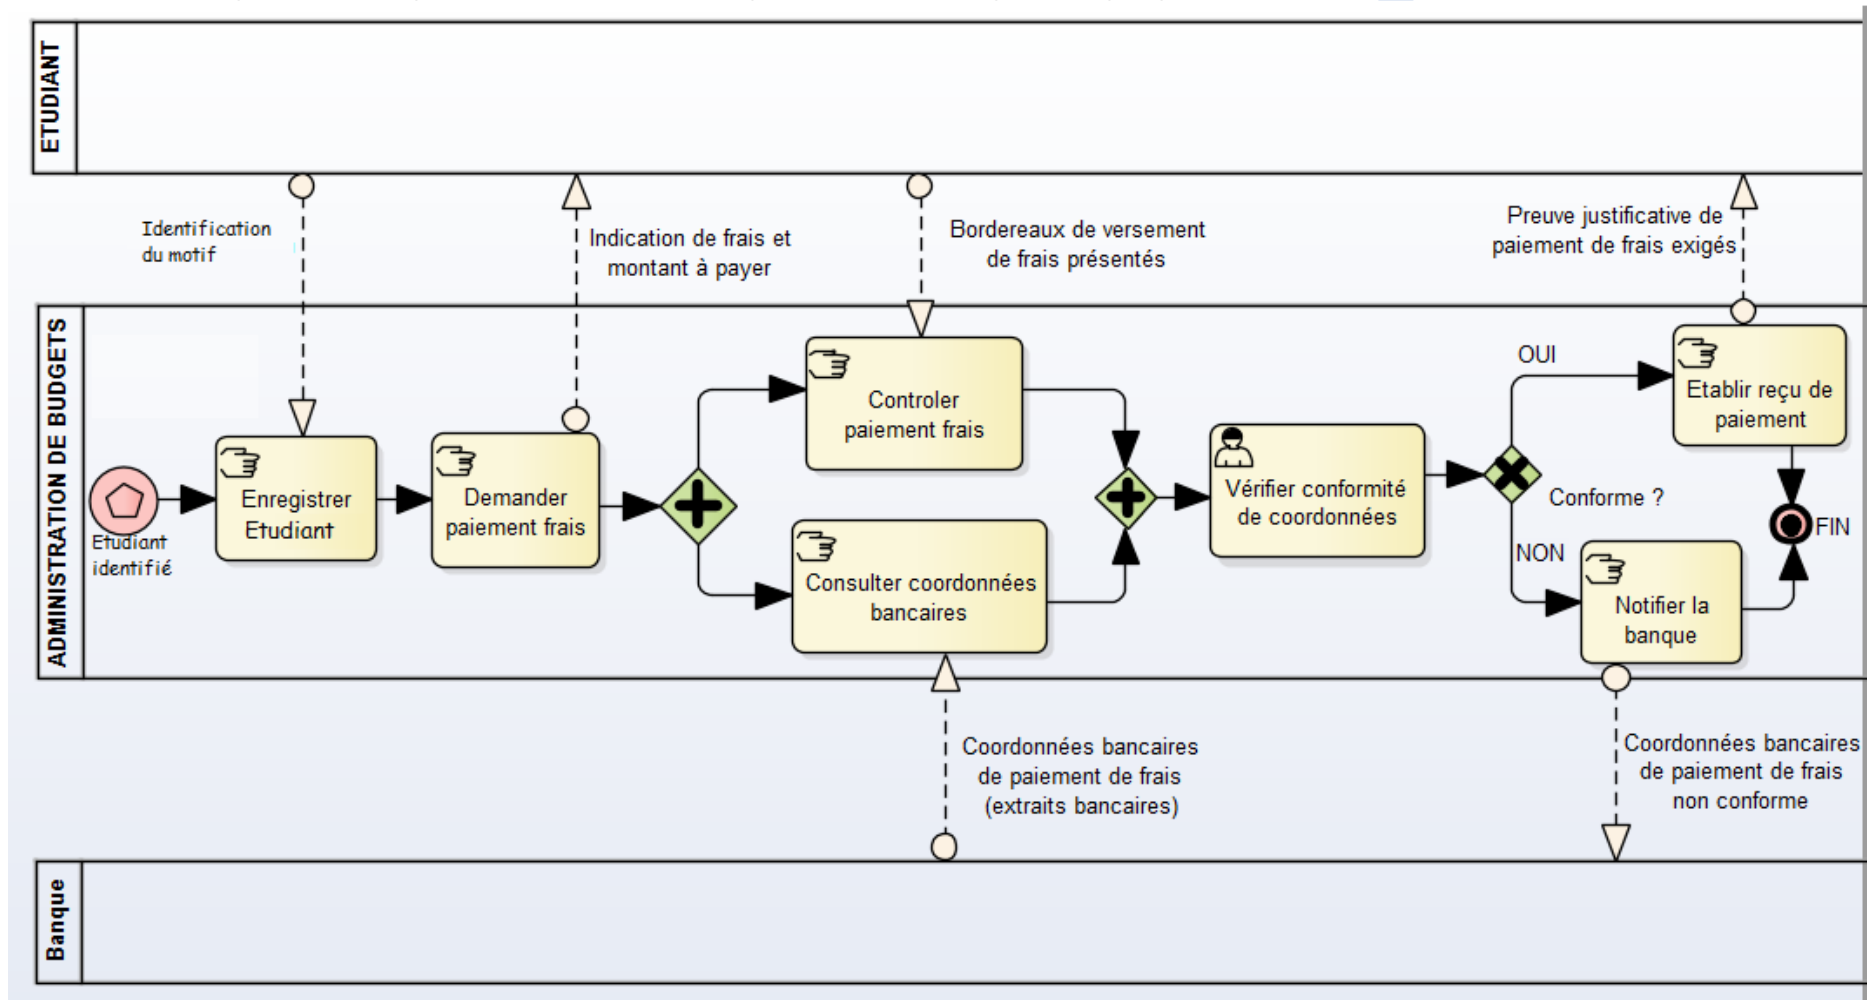 ETUDIANT
Identification
du motif
Indication de frais et
montant à payer
Bordereaux de versement
de frais présentés
Preuve justificative de
paiement de frais exigés
ADMINISTRATION DE BUDGETS
Etudiant
identifié
Enregistrer
Etudiant
Demander
paiement frais
Controler
paiement frais
Consulter coordonnées
bancaires
Vérifier conformité
de coordonnées
OUI
Conforme ?
NON
Etablir reçu de
paiement
FIN
Notifier la
banque
Coordonnées bancaires
de paiement de frais
(extraits bancaires)
Coordonnées bancaires
de paiement de frais
non conforme
Banque